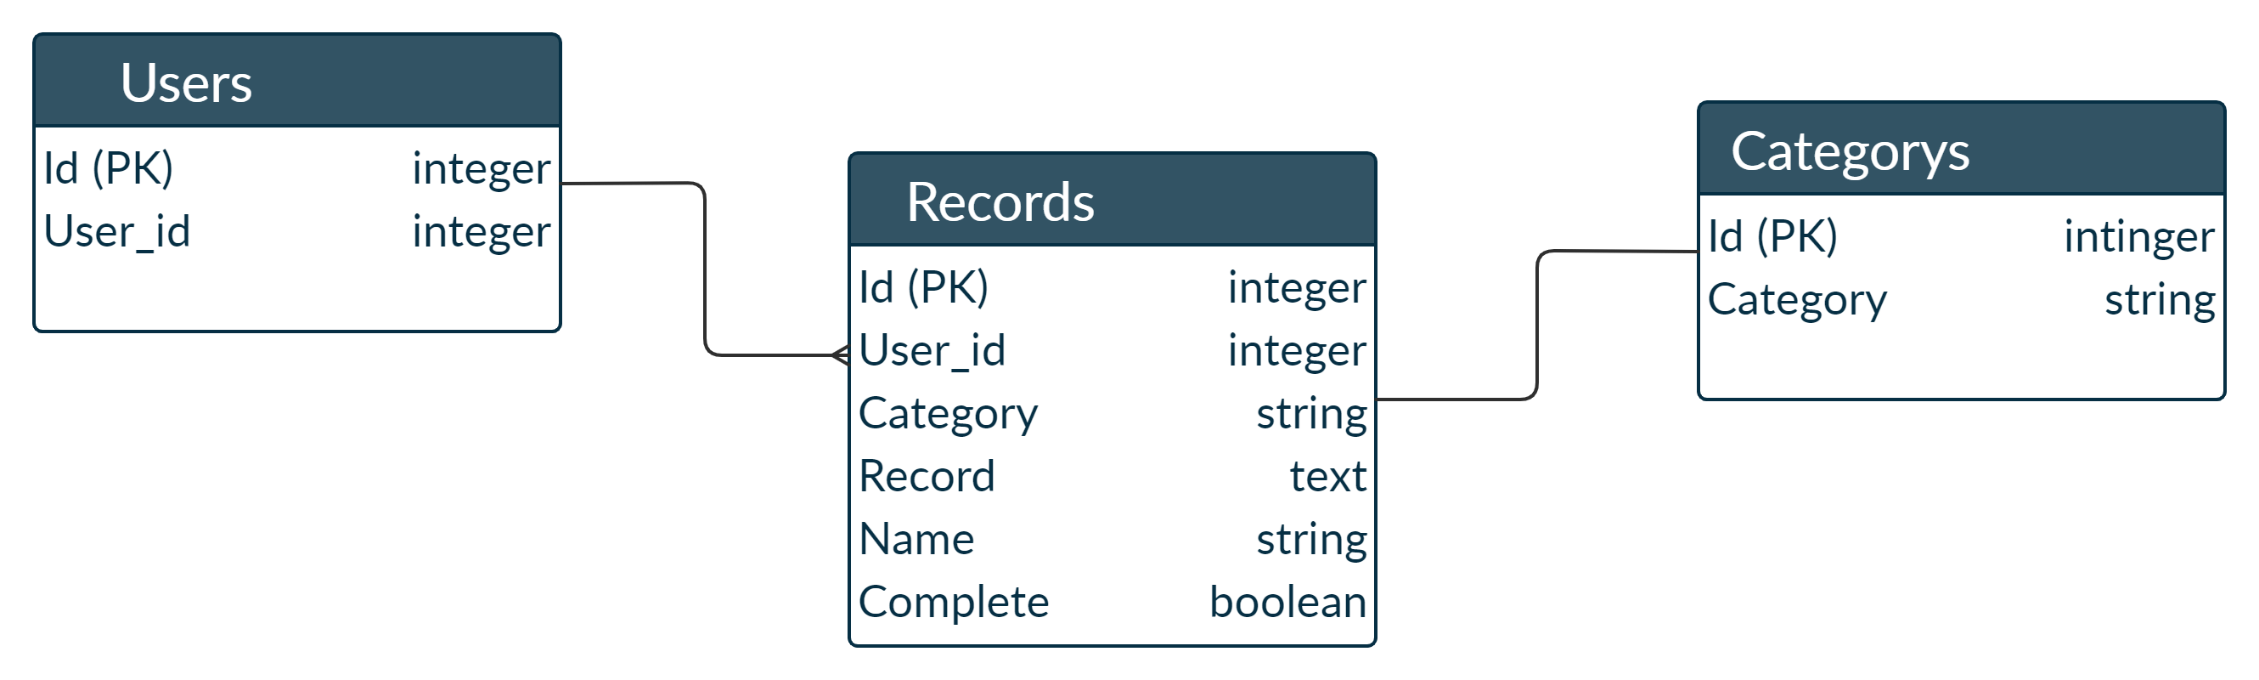 Users
Id (PK) integer
User_id integer
Records
Id (PK) integer
User_id integer
Category string
Record text
Name string
Complete boolean
Categorys
Id (PK) intinger
Category string